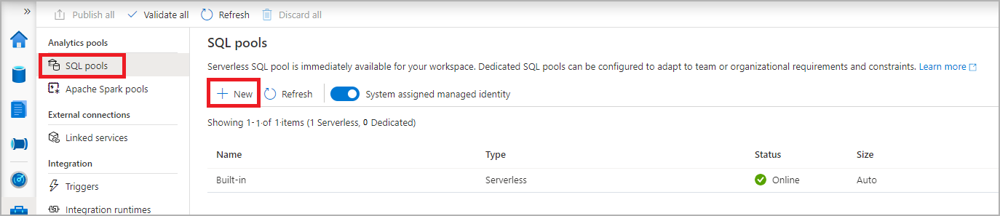 »
Publish all Validate all Refresh Discard all
Analytics pools
SQL pools
Apache Spark pools
External connections
Linked services
Integration
Triggers
Integration runtimes
SQL pools
Serverless SQL pool is immediately available for your workspace. Dedicated SQL pools can be configured to adapt to team or organizational requirements and constraints. Learn more
New Refresh System assigned managed identity
Showing 1-1 of 1 items (1 Serverless, 0 Dedicated)
Name Type Status Size
Built-in Serverless Online Auto